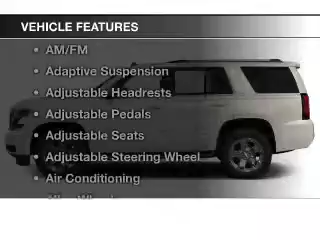 VEHICLE FEATURES
• AM/FM
• Adaptive Suspension
• Adjustable Headrests
• Adjustable Pedals
• Adjustable Seats
• Adjustable Steering Wheel
• Air Conditioning